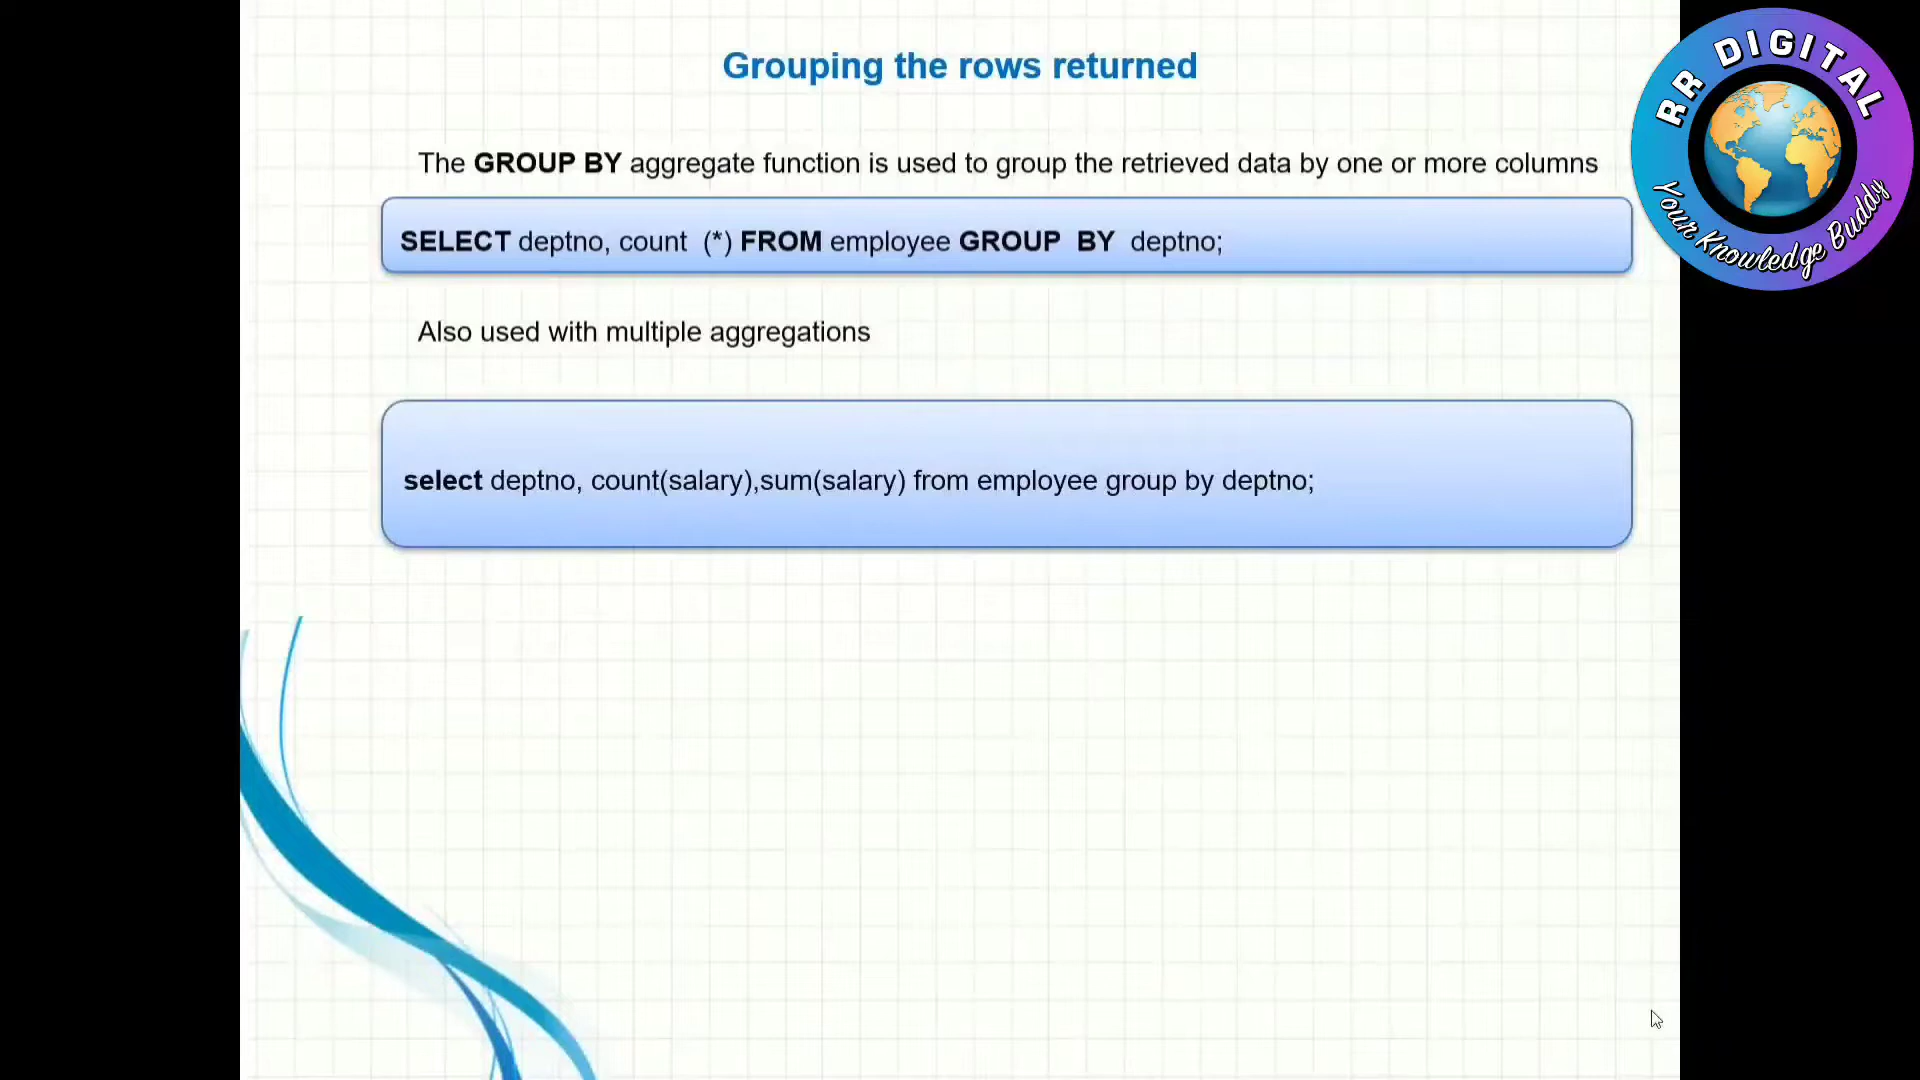 Grouping the rows returned
RR DIGITAL
Your Knowledge Buddy
The GROUP BY aggregate function is used to group the retrieved data by one or more columns
SELECT deptno, count (*) FROM employee GROUP BY deptno;
Also used with multiple aggregations
select deptno, count(salary),sum(salary) from employee group by deptno;